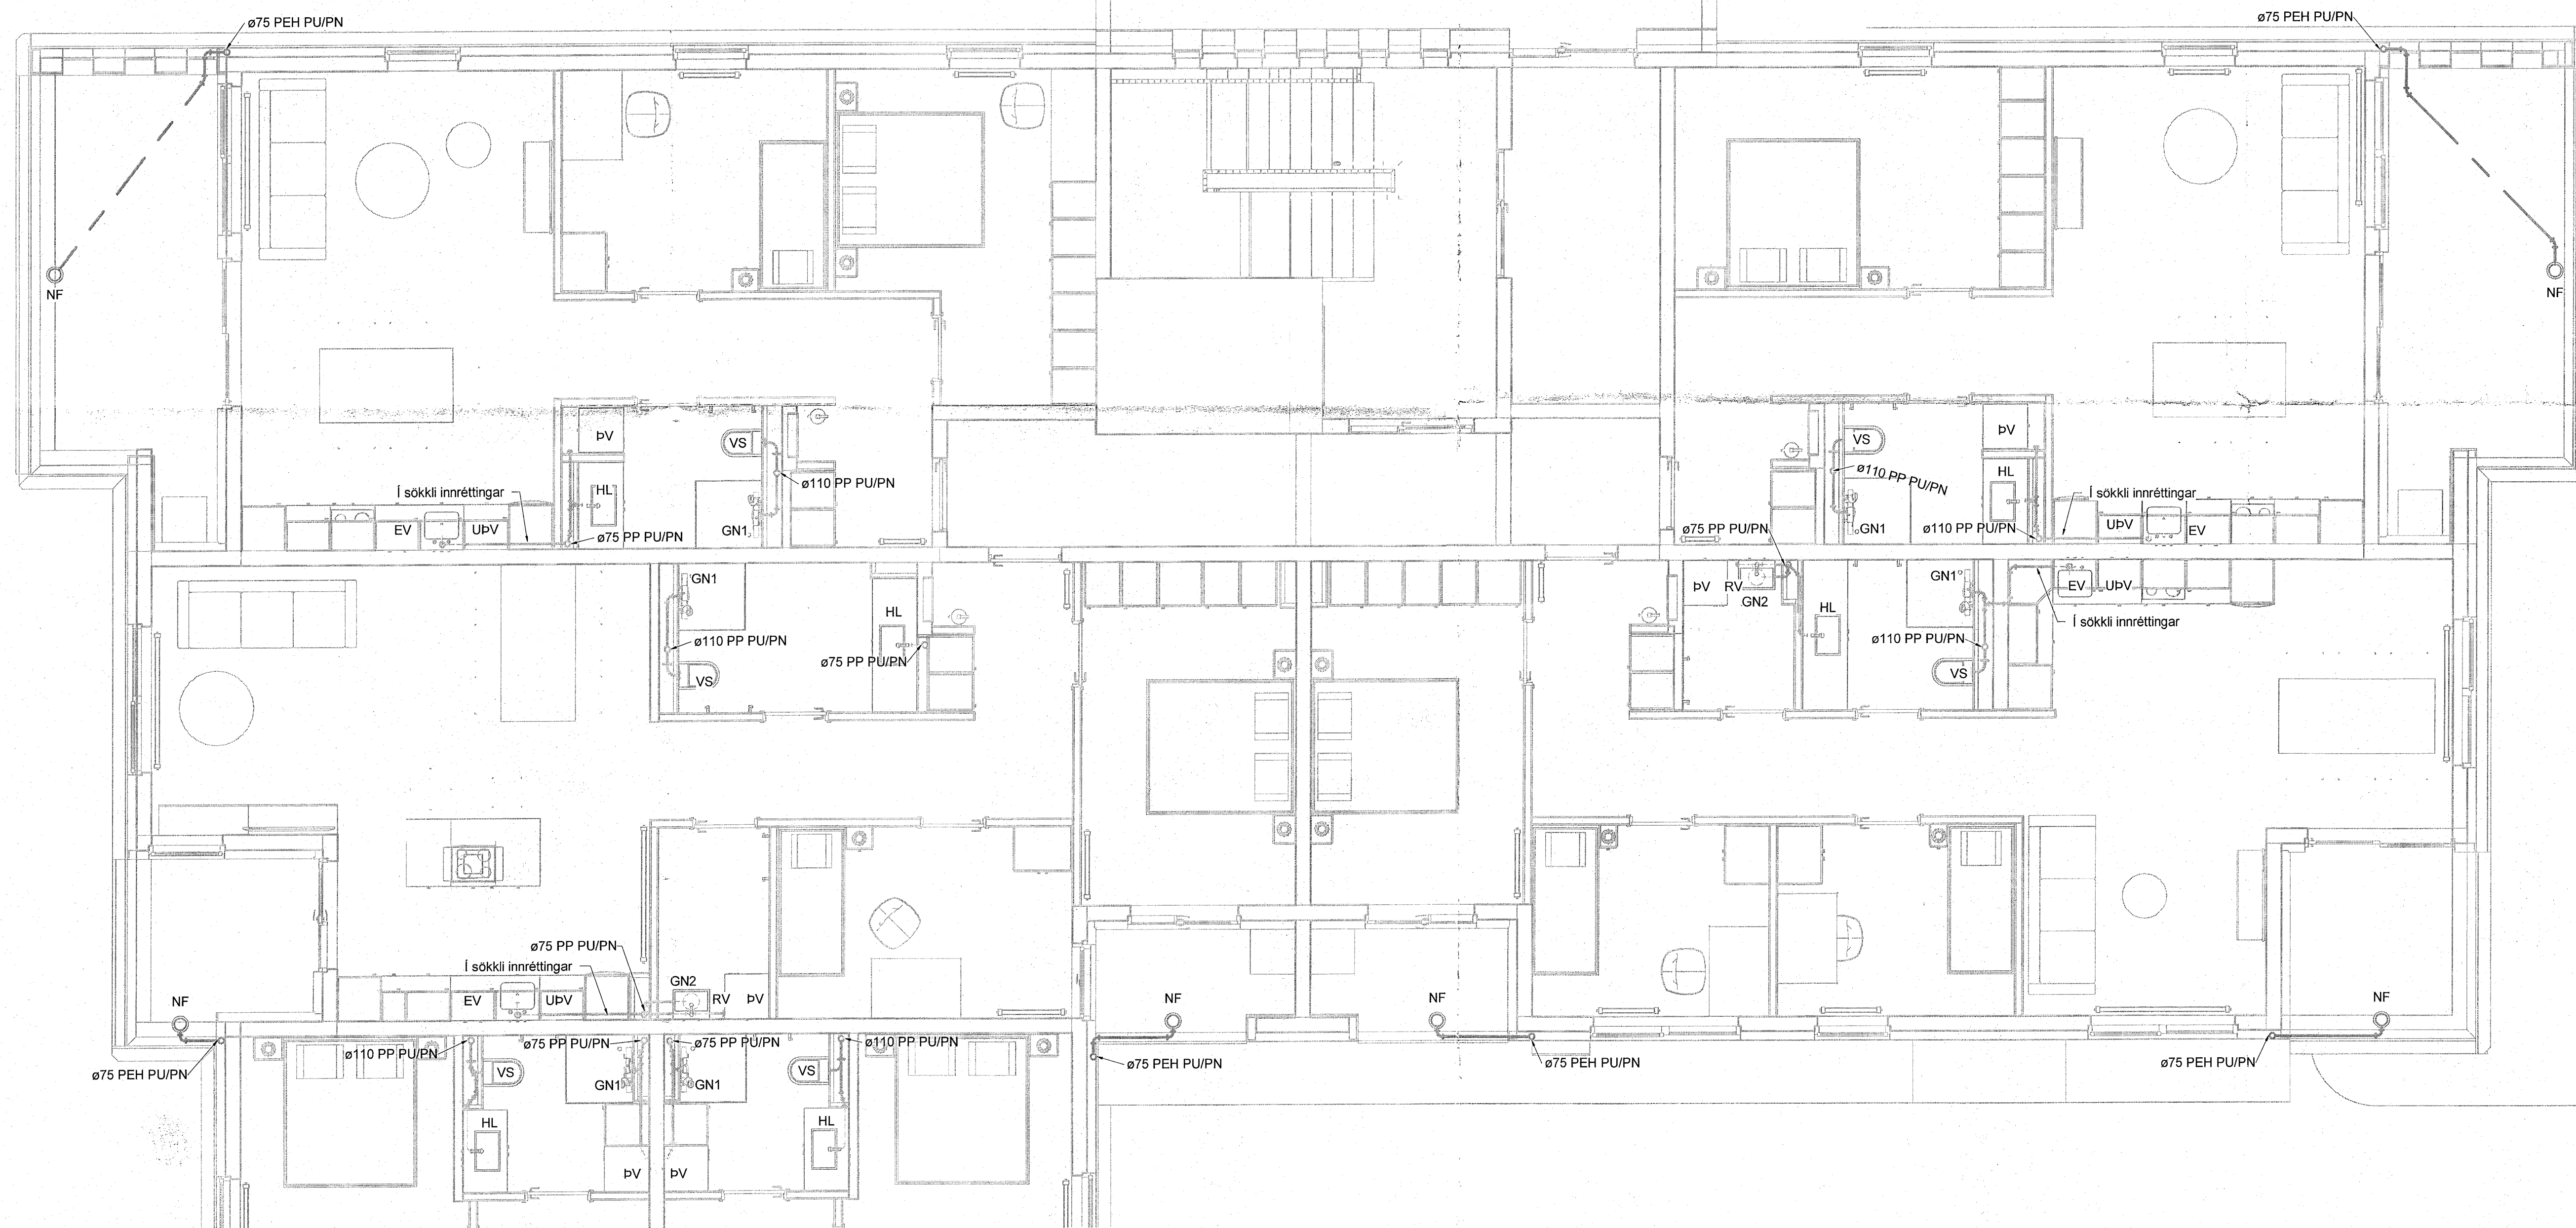 ø75 PEH PU/PN
ø75 PEH PU/PN
NF
NF
ÞV
VS
ø110 PP PU/PN
HL
Í sökkli innréttingar
EV
UÞV
GN1
ø75 PP PU/PN
VS
ÞV
ø110 PP PU/PN
HL
Í sökkli innréttingar
ø75 PP PU/PN
GN1
ø110 PP PU/PN
UÞV
EV
GN1
HL
ø110 PP PU/PN
ø75 PP PU/PN
VS
ÞV
RV
GN2
HL
GN1
EV
UÞV
Í sökkli innréttingar
ø110 PP PU/PN
VS
ø75 PP PU/PN
Í sökkli innréttingar
GN2
EV
UÞV
RV
ÞV
NF
NF
NF
NF
ø75 PEH PU/PN
ø110 PP PU/PN
ø75 PP PU/PN
ø75 PP PU/PN
ø110 PP PU/PN
ø75 PEH PU/PN
ø75 PEH PU/PN
ø75 PEH PU/PN
VS
GN1
GN1
VS
HL
HL
ÞV
ÞV